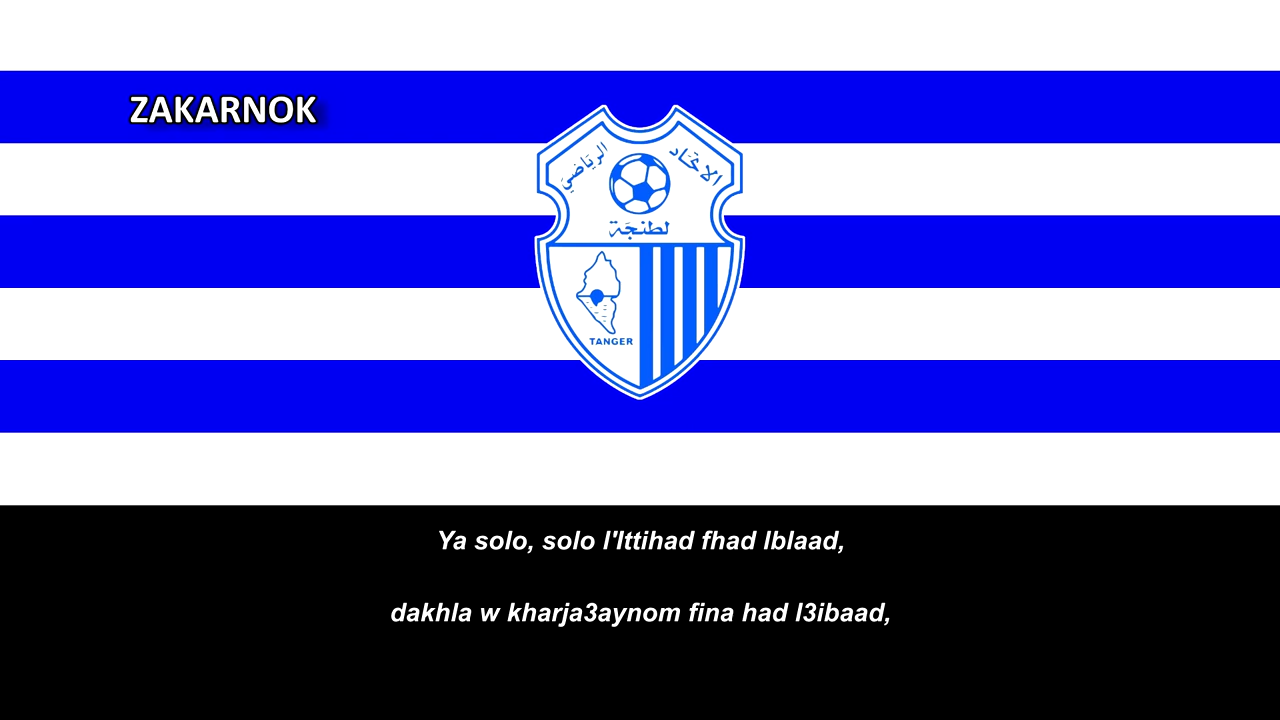 ZAKARNOK
الاتحاد
الرياضي
لطنجة
TANGER
Ya solo, solo l'Ittihad fhad lblaad,
dakhla w kharja3aynom fina had l3ibaad,